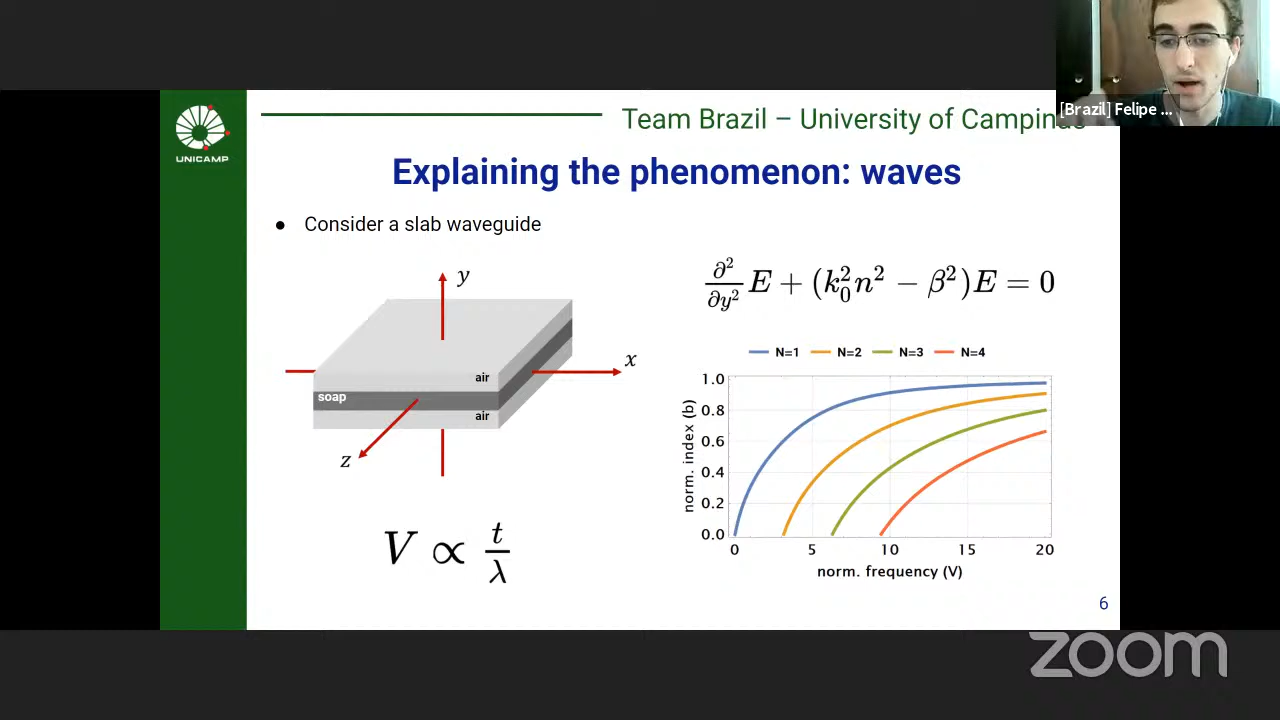 [Brazil] Felipe ...
UNICAMP
Team Brazil – University of Campinas
Explaining the phenomenon: waves
● Consider a slab waveguide
y
x
z
air
soap
air
∂²/∂y² E + (k₀²n² − β²)E = 0
N=1 N=2 N=3 N=4
norm. index (b)
1.0
0.8
0.6
0.4
0.2
0.0
0 5 10 15 20
norm. frequency (V)
V ∝ t/λ
6
zoom